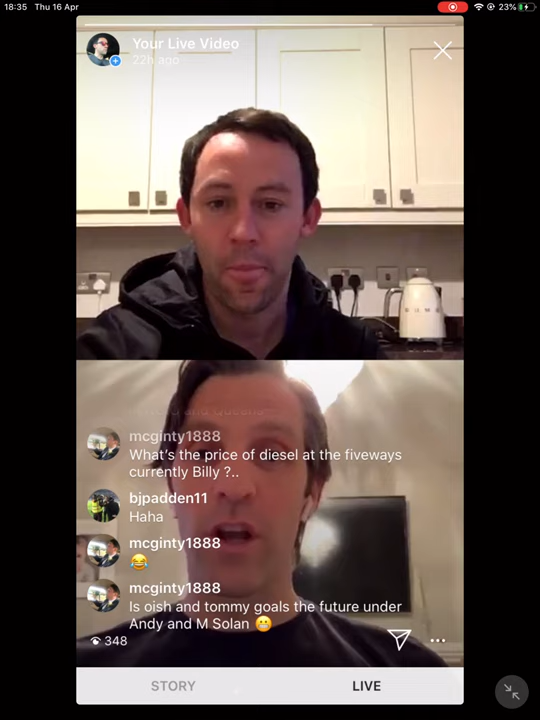 18:35 Thu 16 Apr
23%
Your Live Video
22h ago
and Queens
mcginty1888
What's the price of diesel at the fiveways
currently Billy ?..
bjpadden11
Haha
mcginty1888
😂
mcginty1888
Is oish and tommy goals the future under
Andy and M Solan 😬
348
STORY
LIVE